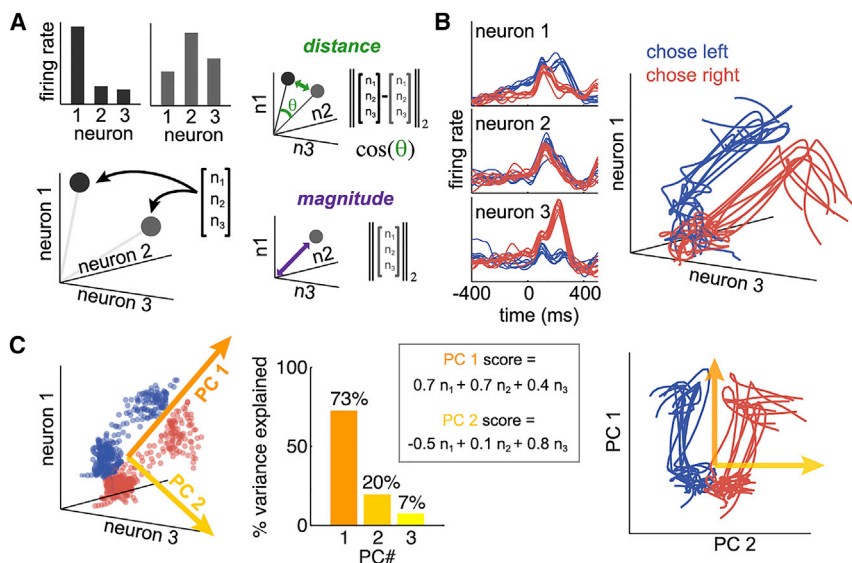 A
firing rate
1 2 3
neuron
1 2 3
neuron
neuron 1
neuron 2
neuron 3
n1
n2
n3
distance
n1
n2
n3
θ
n1
n2
n3
-
n1
n2
n3
2
cos(θ)
magnitude
n1
n2
n3
n1
n2
n3
2
B
neuron 1
neuron 2
neuron 3
firing rate
-400 0 400
time (ms)
chose left
chose right
neuron 1
neuron 3
C
neuron 1
neuron 3
PC 1
PC 2
% variance explained
100
50
0
73%
20%
7%
1 2 3
PC#
PC 1 score =
0.7 n1 + 0.7 n2 + 0.4 n3
PC 2 score =
-0.5 n1 + 0.1 n2 + 0.8 n3
PC 1
PC 2